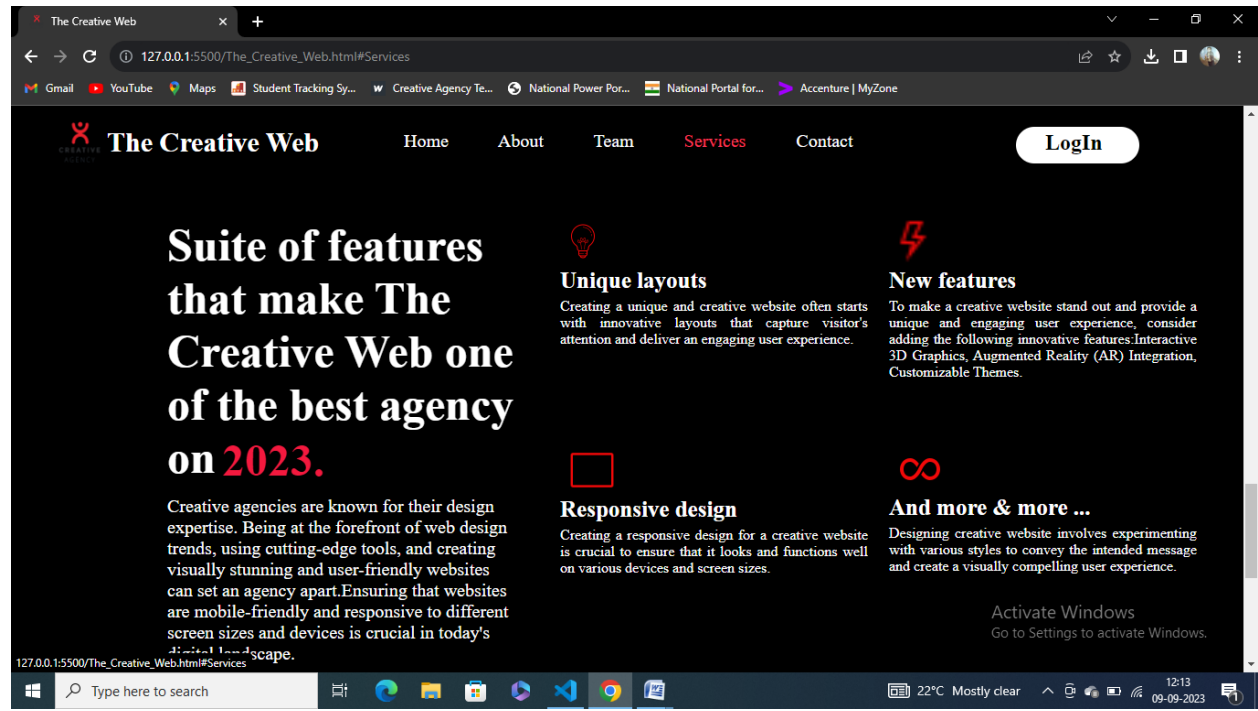 The Creative Web
127.0.0.1:5500/The_Creative_Web.html#Services
Gmail YouTube Maps Student Tracking Sy... Creative Agency Te... National Power Por... National Portal for... Accenture | MyZone
CREATIVE
AGENCY
The Creative Web Home About Team Services Contact LogIn
Suite of features
that make The
Creative Web one
of the best agency
on 2023.
Creative agencies are known for their design
expertise. Being at the forefront of web design
trends, using cutting-edge tools, and creating
visually stunning and user-friendly websites
can set an agency apart.Ensuring that websites
are mobile-friendly and responsive to different
screen sizes and devices is crucial in today's
digital landscape.
Unique layouts
Creating a unique and creative website often starts
with innovative layouts that capture visitor's
attention and deliver an engaging user experience.
New features
To make a creative website stand out and provide a
unique and engaging user experience, consider
adding the following innovative features:Interactive
3D Graphics, Augmented Reality (AR) Integration,
Customizable Themes.
Responsive design
Creating a responsive design for a creative website
is crucial to ensure that it looks and functions well
on various devices and screen sizes.
And more & more ...
Designing creative website involves experimenting
with various styles to convey the intended message
and create a visually compelling user experience.
Activate Windows
Go to Settings to activate Windows.
127.0.0.1:5500/The_Creative_Web.html#Services
Type here to search
22°C Mostly clear
12:13
09-09-2023
1